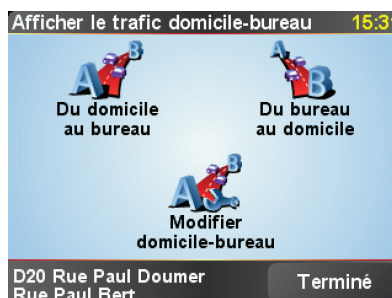 Afficher le trafic domicile-bureau 15:3
A B
A B
Du domicile
au bureau
Du bureau
au domicile
A B
Modifier
domicile-bureau
D20 Rue Paul Doumer
Rue Paul Bert
Terminé